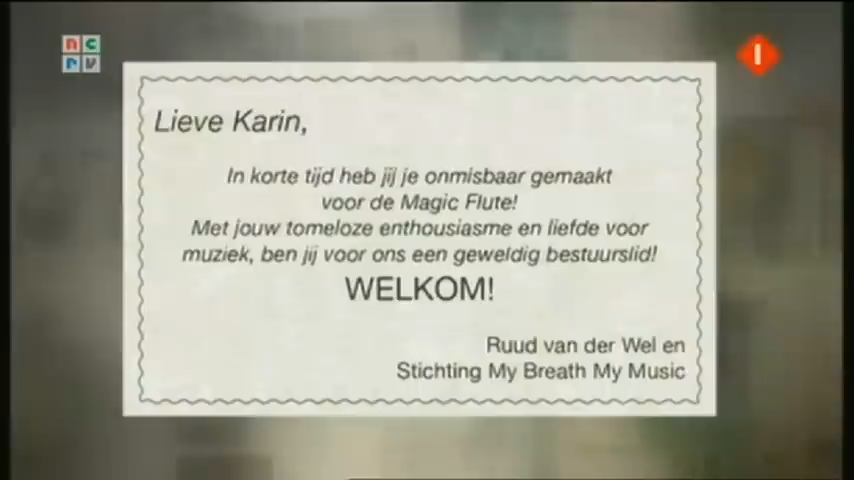 NCRV
1
Lieve Karin,
In korte tijd heb jij je onmisbaar gemaakt
voor de Magic Flute!
Met jouw tomeloze enthousiasme en liefde voor
muziek, ben jij voor ons een geweldig bestuurslid!
WELKOM!
Ruud van der Wel en
Stichting My Breath My Music